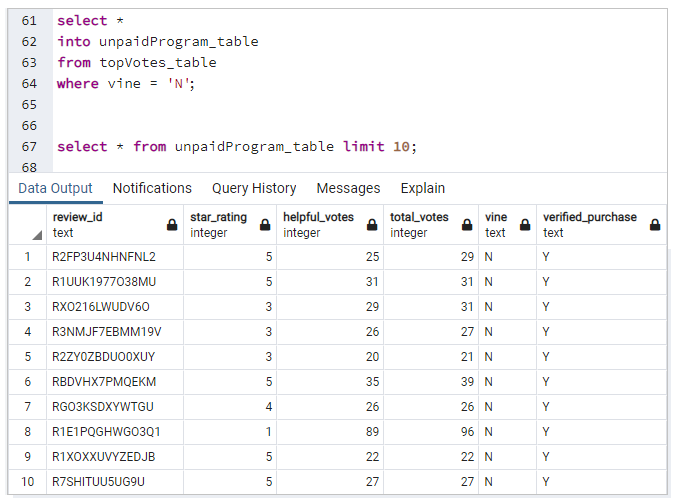 61 select *
62 into unpaidProgram_table
63 from topVotes_table
64 where vine = 'N';
65
66
67 select * from unpaidProgram_table limit 10;
68
Data Output Notifications Query History Messages Explain
review_id star_rating helpful_votes total_votes vine verified_purchase
text integer integer integer text text
1 R2FP3U4NHNFNL2 5 25 29 N Y
2 R1UUK1977O38MU 5 31 31 N Y
3 RXO216LWUDV6O 3 29 31 N Y
4 R3NMJF7EBMM19V 3 26 27 N Y
5 R2ZY0ZBDUO0XUY 3 20 21 N Y
6 RBDVHX7PMQEKM 5 35 39 N Y
7 RGO3KSDXYWTGU 4 26 26 N Y
8 R1E1PQGHWGO3Q1 1 89 96 N Y
9 R1XOXXUVYZEDJB 5 22 22 N Y
10 R7SHITUU5UG9U 5 27 27 N Y